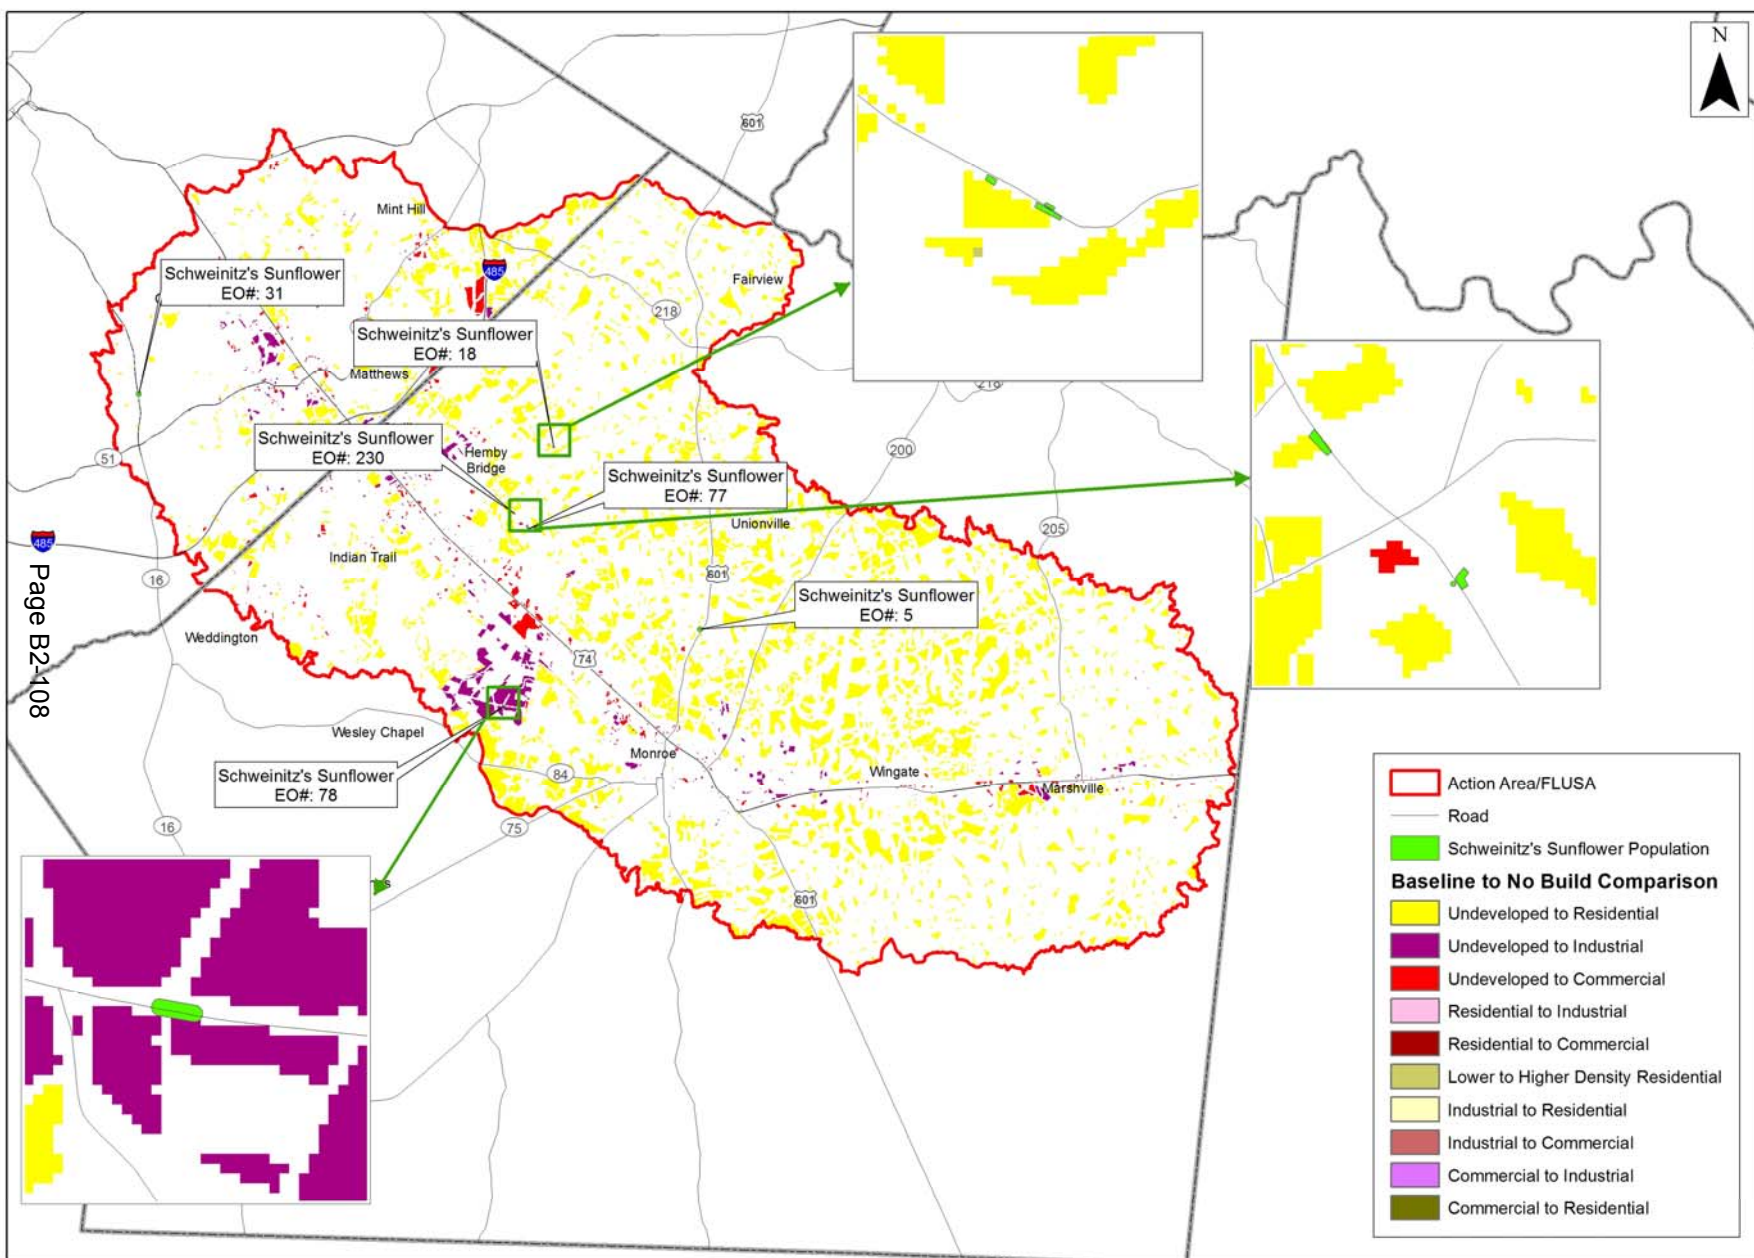 N
601
Mint Hill
485
Fairview
Schweinitz's Sunflower
EO#: 31
218
Schweinitz's Sunflower
EO#: 18
Matthews
218
Schweinitz's Sunflower
EO#: 230
Hemby
Bridge
200
51
Schweinitz's Sunflower
EO#: 77
Unionville
205
485
Indian Trail
16
601
Schweinitz's Sunflower
EO#: 5
Weddington
74
Page B2-108
Wesley Chapel
Monroe
Schweinitz's Sunflower
EO#: 78
84
Wingate
Marshville
16
75
601
Action Area/FLUSA
Road
Schweinitz's Sunflower Population
Baseline to No Build Comparison
Undeveloped to Residential
Undeveloped to Industrial
Undeveloped to Commercial
Residential to Industrial
Residential to Commercial
Lower to Higher Density Residential
Industrial to Residential
Industrial to Commercial
Commercial to Industrial
Commercial to Residential